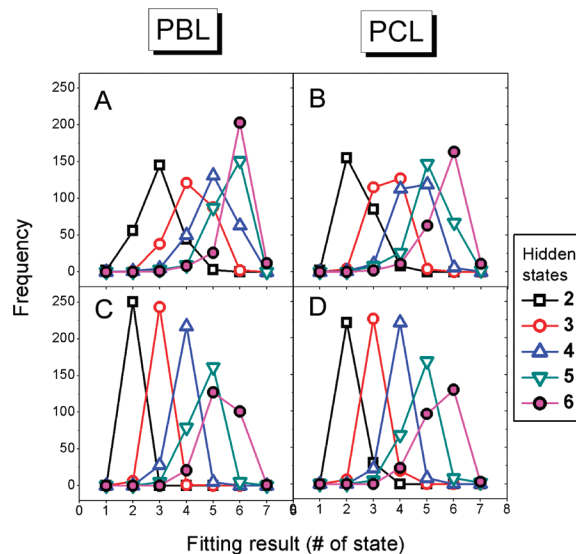 PBL PCL
A B
250
200
150
100
50
0
Frequency
C D
250
200
150
100
50
0
0 1 2 3 4 5 6 7 0 1 2 3 4 5 6 7 8
Fitting result (# of state)
Hidden
states
2
3
4
5
6